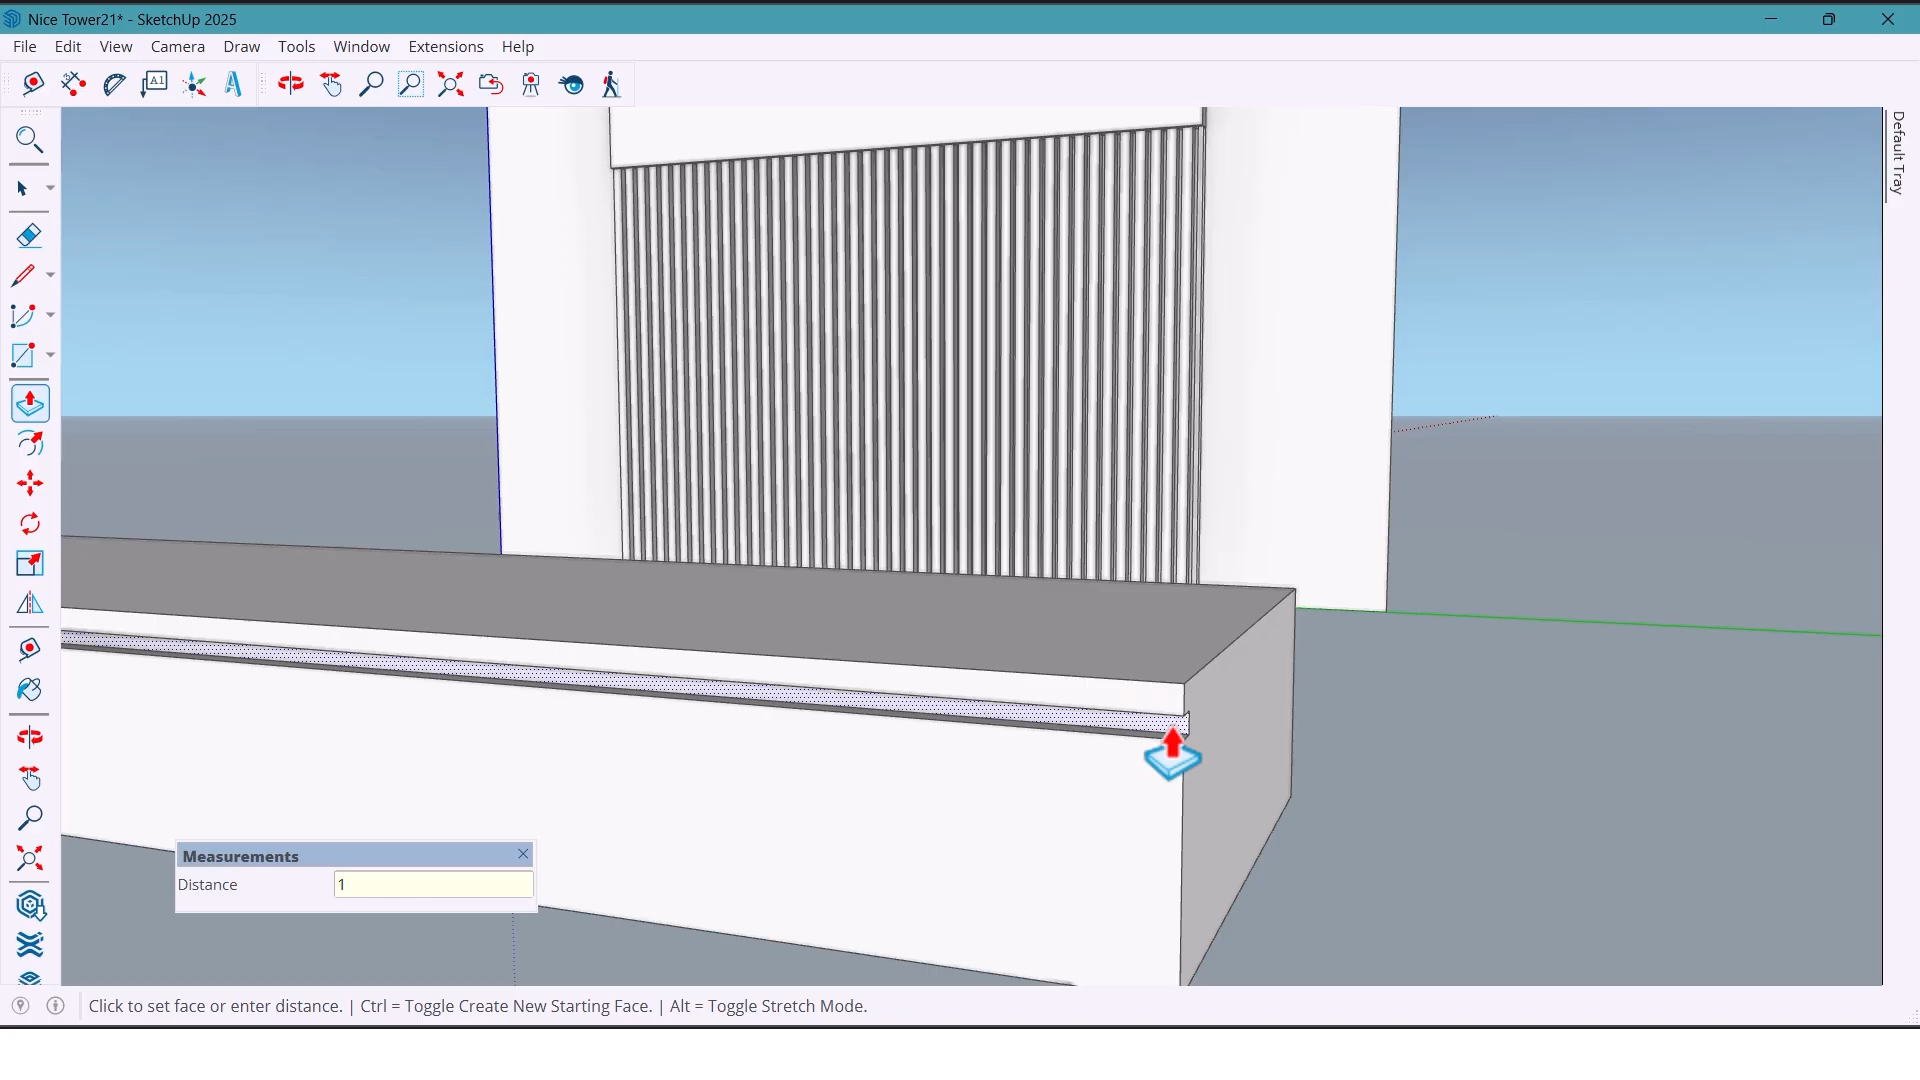 Nice Tower21* - SketchUp 2025
File Edit View Camera Draw Tools Window Extensions Help
A1
Default Tray
Measurements
Distance 1
Click to set face or enter distance. | Ctrl = Toggle Create New Starting Face. | Alt = Toggle Stretch Mode.